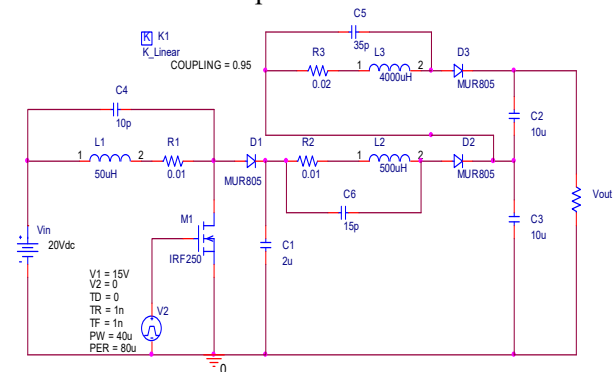 C5
35p
K K1
K_Linear
COUPLING = 0.95
R3
0.02
1 L3 2
4000uH
D3
MUR805
C4
10p
C2
10u
L1
1 2
50uH
R1
0.01
D1
MUR805
R2
0.01
L2
1 2
500uH
D2
MUR805
Vout
C6
15p
M1
IRF250
C3
10u
Vin
20Vdc
C1
2u
V1 = 15V
V2 = 0
TD = 0
TR = 1n
TF = 1n
PW = 40u
PER = 80u
V2
0